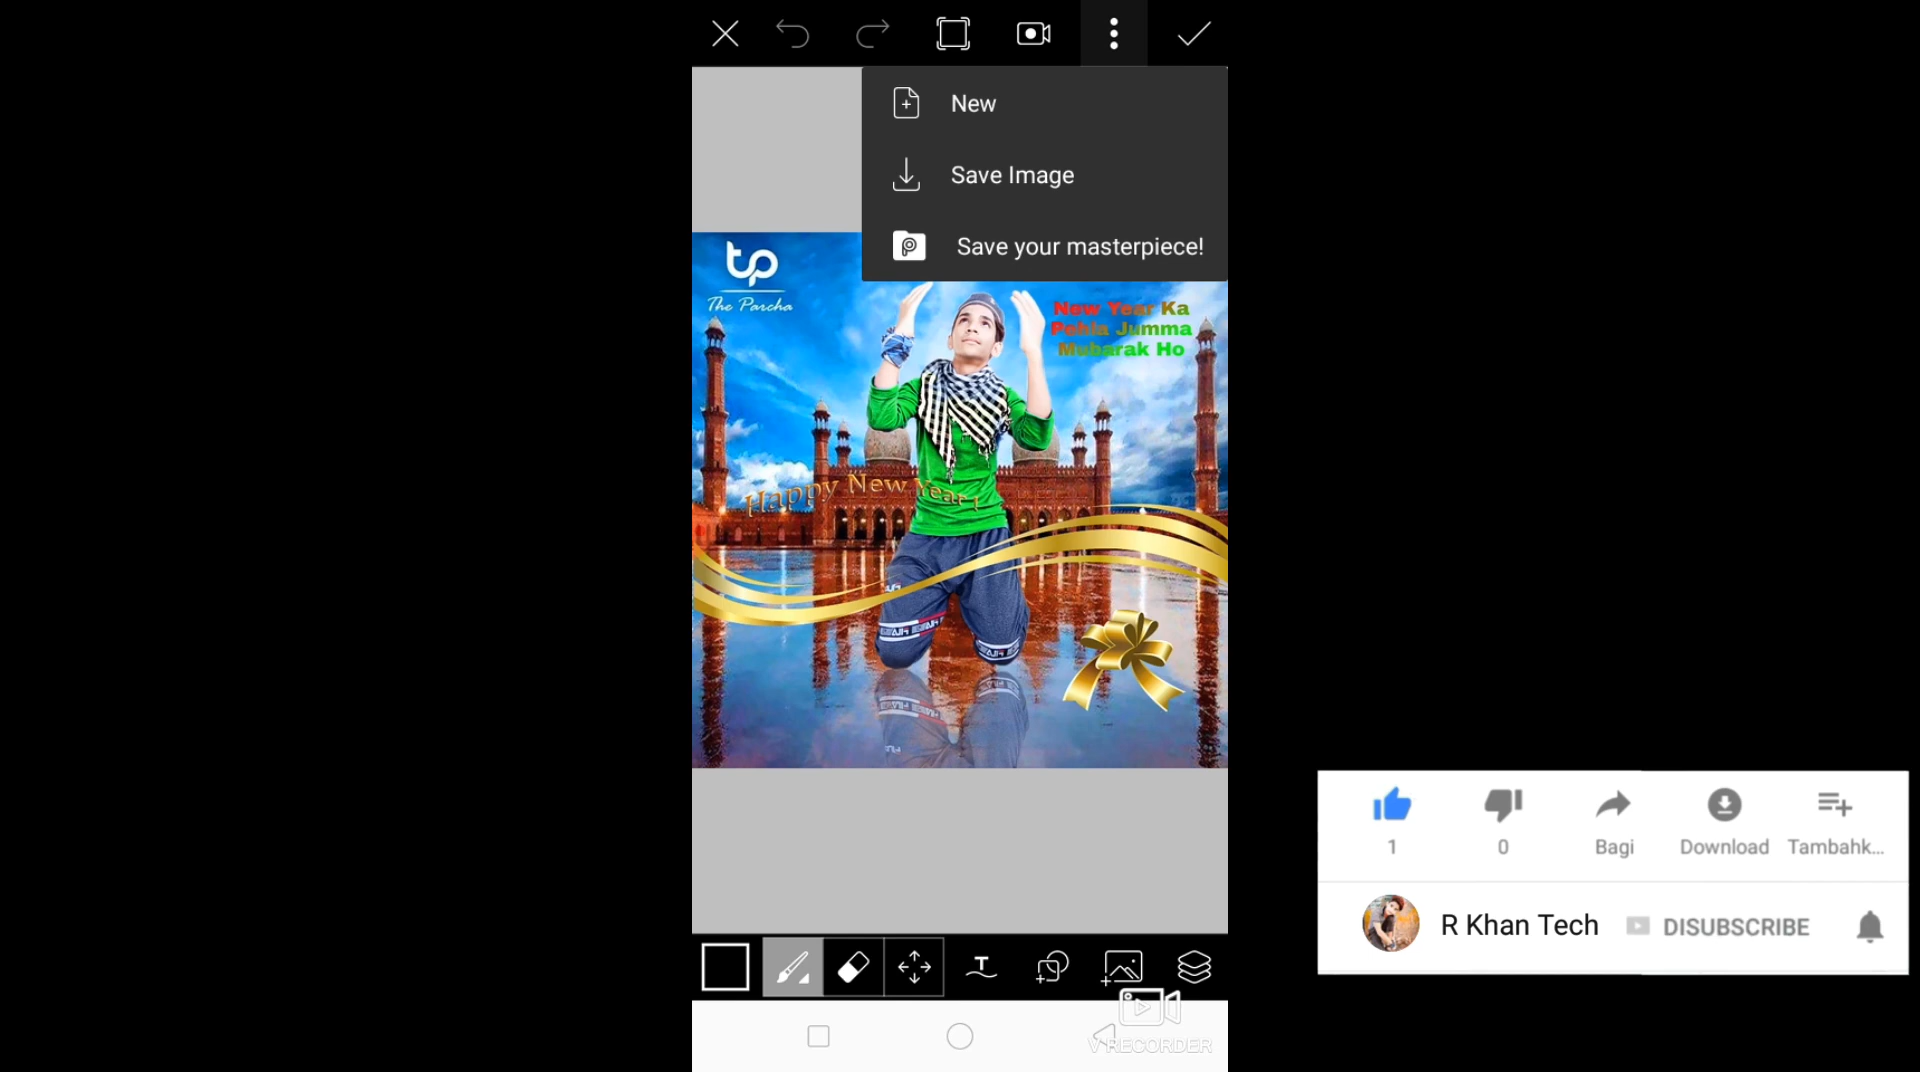 New
Save Image
Save your masterpiece!
tp
The Parcha
New Year Ka
Pehla Jumma
Mubarak Ho
Happy New Year !
FILA
1
0
Bagi
Download
Tambahk...
R Khan Tech
DISUBSCRIBE
T
V RECORDER